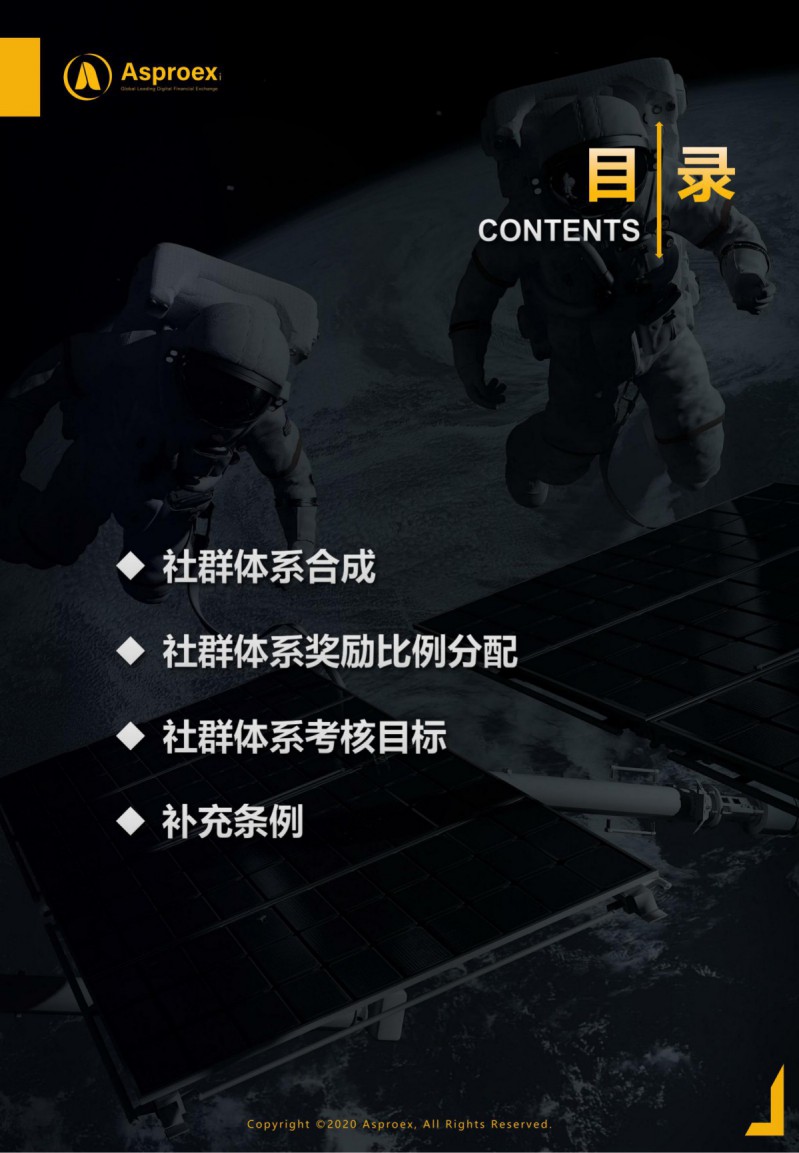 Asproex
Global Leading Digital Financial Exchange
目录
CONTENTS
社群体系合成
社群体系奖励比例分配
社群体系考核目标
补充条例
Copyright ©2020 Asproex, All Rights Reserved.